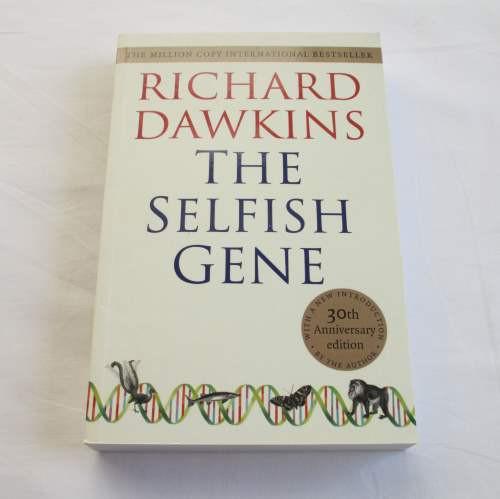 THE MILLION COPY INTERNATIONAL BESTSELLER
RICHARD
DAWKINS
THE
SELFISH
GENE
WITH A NEW INTRODUCTION
30th
Anniversary
edition
BY THE AUTHOR